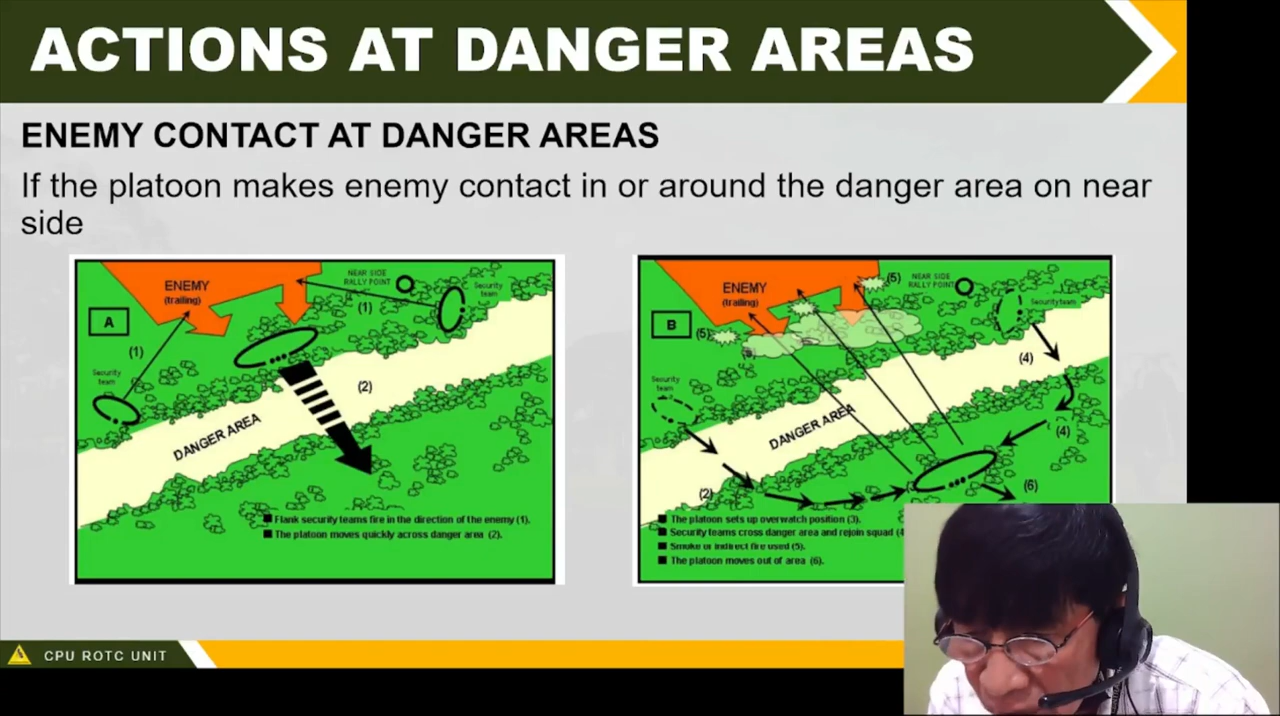 ACTIONS AT DANGER AREAS
ENEMY CONTACT AT DANGER AREAS
If the platoon makes enemy contact in or around the danger area on near
side
ENEMY
(trailing)
NEAR SIDE
RALLY POINT
Security
team
(1)
A
(1)
Security
team
(2)
DANGER AREA
Flank security teams fire in the direction of the enemy (1).
The platoon moves quickly across danger area (2).
ENEMY
(trailing)
(5)
NEAR SIDE
RALLY POINT
Security team
B
(5)
(4)
Security
team
DANGER AREA
(4)
(2)
(6)
The platoon sets up overwatch position (3).
Security teams cross danger area and rejoin squad (4
Smoke or indirect fire used (5).
The platoon moves out of area (6).
CPU ROTC UNIT